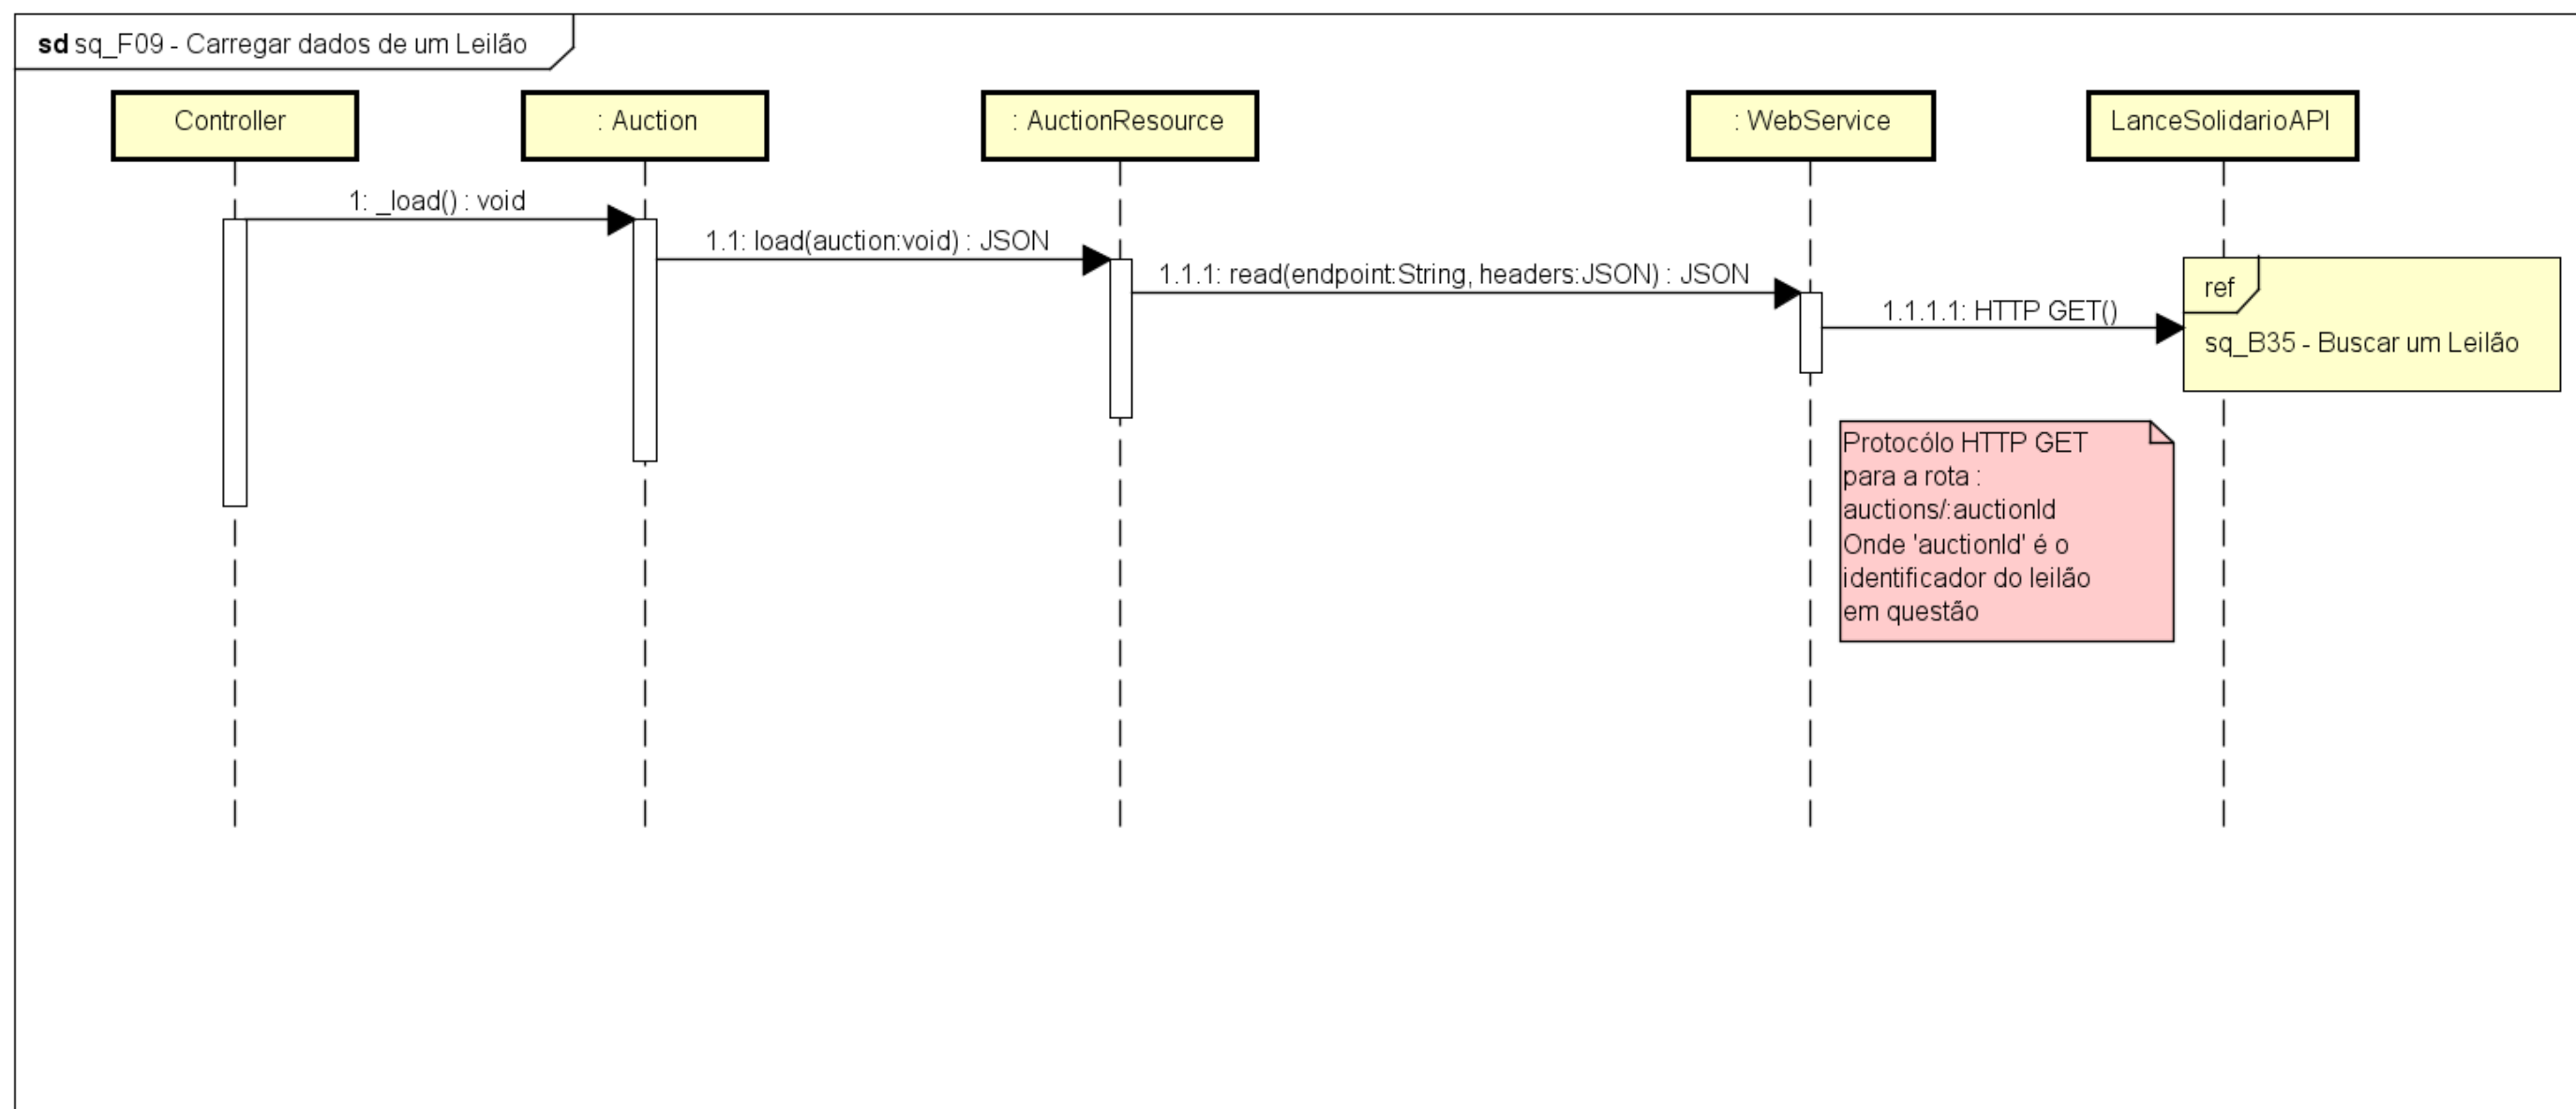 sd sq_F09 - Carregar dados de um Leilão
Controller
: Auction
: AuctionResource
: WebService
LanceSolidarioAPI
1: _load() : void
1.1: load(auction:void) : JSON
1.1.1: read(endpoint:String, headers:JSON) : JSON
1.1.1.1: HTTP GET()
ref
sq_B35 - Buscar um Leilão
Protocólo HTTP GET
para a rota :
auctions/:auctionId
Onde 'auctionId' é o
identificador do leilão
em questão